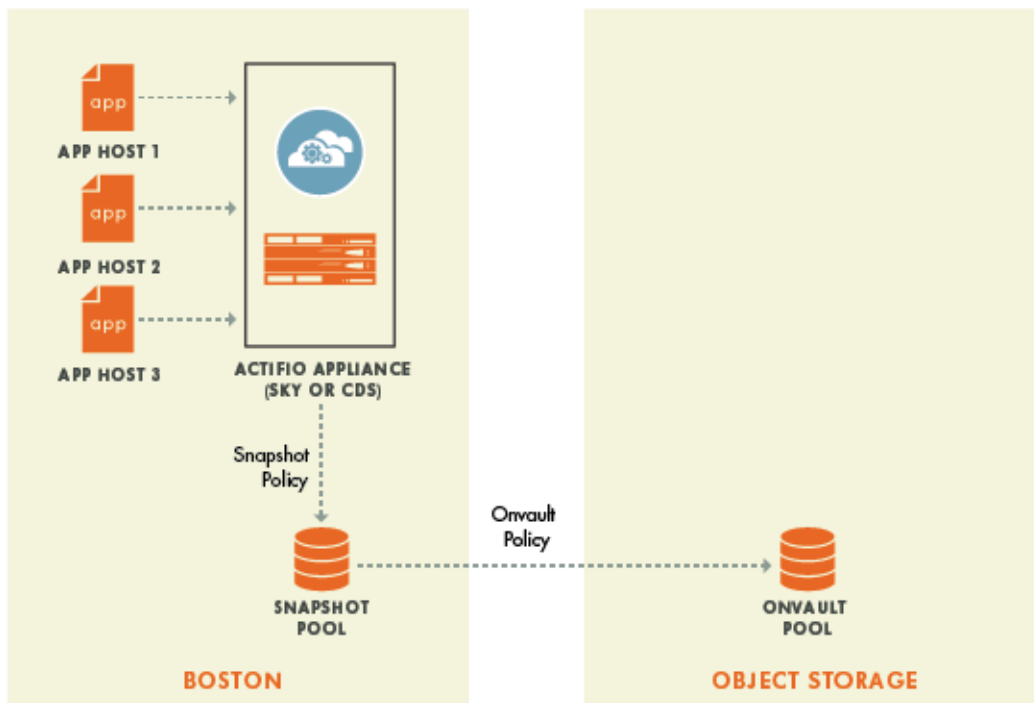 app
APP HOST 1
app
APP HOST 2
app
APP HOST 3
ACTIFIO APPLIANCE
(SKY OR CDS)
Snapshot
Policy
Onvault
Policy
SNAPSHOT
POOL
ONVAULT
POOL
BOSTON
OBJECT STORAGE